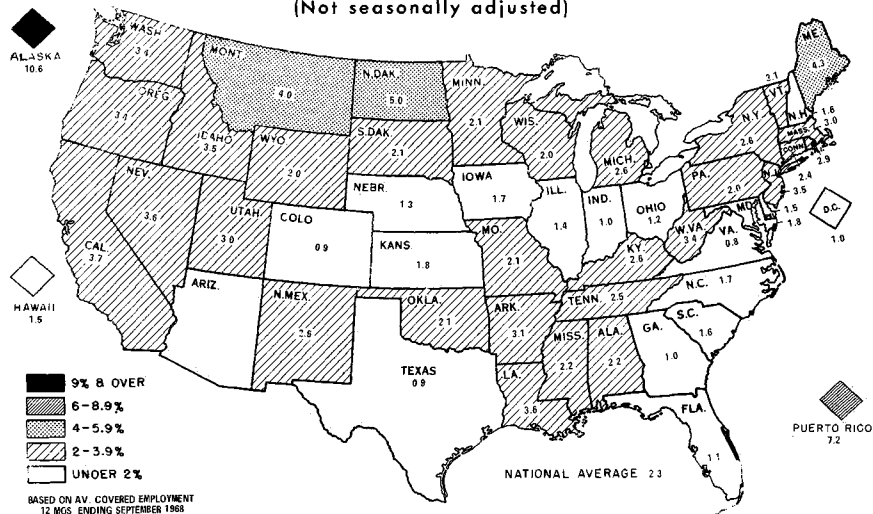 (Not seasonally adjusted)
ALASKA
10.6
WASH
3.4
OREG
3.4
MONT.
4.0
IDAHO
3.5
WYO
2.0
N.DAK.
5.0
S.DAK.
2.1
MINN.
2.1
WIS.
2.0
MICH.
2.6
NEBR.
1.3
IOWA
1.7
ILL.
1.4
IND.
1.0
OHIO
1.2
N.Y.
2.6
PA.
2.0
VT.
3.1
N.H.
1.6
ME.
4.3
MASS.
3.0
CONN.
2.9
2.4
N.J.
3.5
1.5
MD.
1.8
D.C.
1.0
W.VA.
3.4
VA.
0.8
KY.
2.6
N.C. 1.7
TENN. 2.5
S.C.
1.6
GA.
1.0
ALA.
2.2
MISS.
2.2
FLA.
1.1
LA.
3.6
ARK.
3.1
MO.
2.1
KANS.
1.8
OKLA.
2.1
TEXAS
0.9
COLO
0.9
N.MEX.
ARIZ.
UTAH
3.0
NEV.
3.6
CAL.
3.7
HAWAII
1.5
PUERTO RICO
7.2
9% & OVER
6-8.9%
4-5.9%
2-3.9%
UNDER 2%
NATIONAL AVERAGE 2.3
BASED ON AV. COVERED EMPLOYMENT
12 MOS. ENDING SEPTEMBER 1968